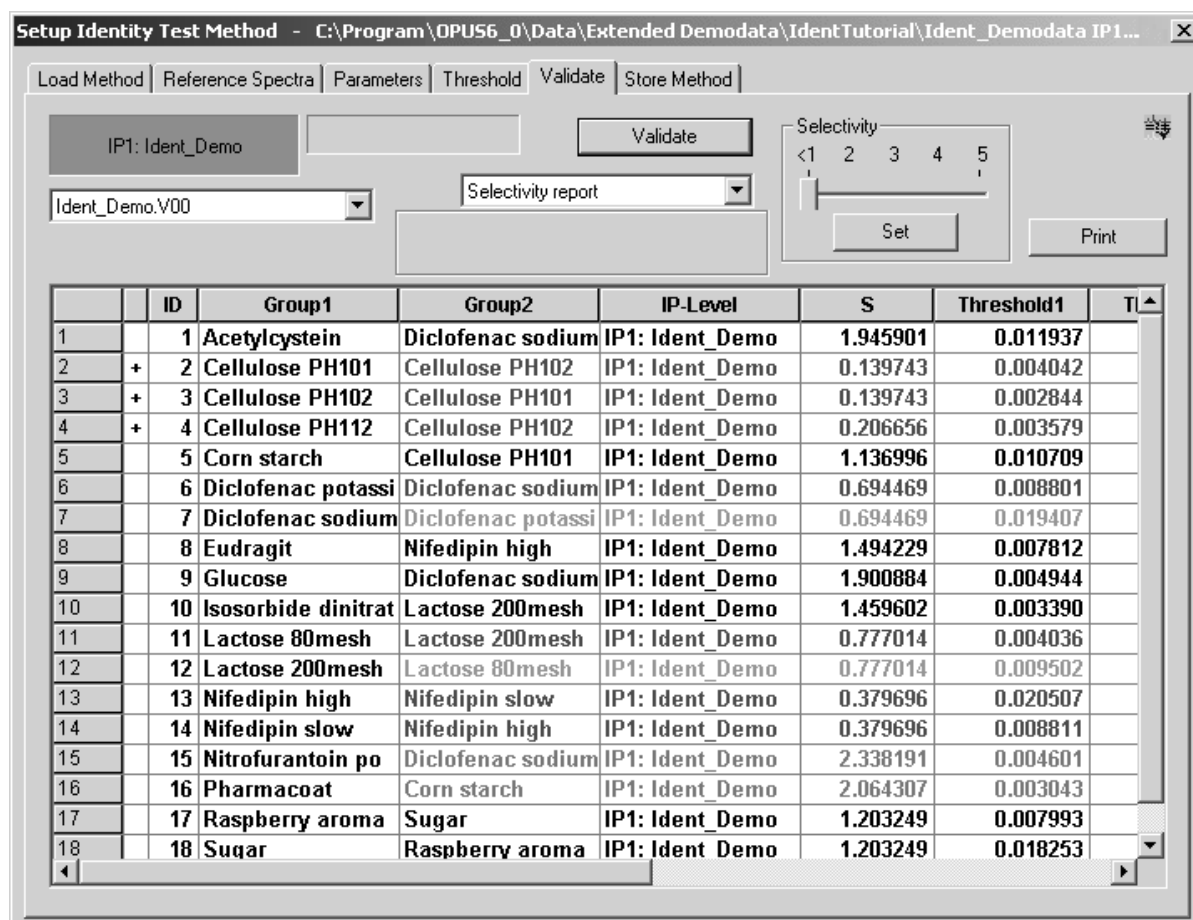 Setup Identity Test Method - C:\Program\OPUS6_0\Data\Extended Demodata\IdentTutorial\Ident_Demodata IP1...
Load Method Reference Spectra Parameters Threshold Validate Store Method
IP1: Ident_Demo Validate Selectivity
<1 2 3 4 5
Ident_Demo.V00 Selectivity report
Set Print
ID Group1 Group2 IP-Level S Threshold1
1 1 Acetylcystein Diclofenac sodium IP1: Ident_Demo 1.945901 0.011937
2 + 2 Cellulose PH101 Cellulose PH102 IP1: Ident_Demo 0.139743 0.004042
3 + 3 Cellulose PH102 Cellulose PH101 IP1: Ident_Demo 0.139743 0.002844
4 + 4 Cellulose PH112 Cellulose PH102 IP1: Ident_Demo 0.206656 0.003579
5 5 Corn starch Cellulose PH101 IP1: Ident_Demo 1.136996 0.010709
6 6 Diclofenac potassi Diclofenac sodium IP1: Ident_Demo 0.694469 0.008801
7 7 Diclofenac sodium Diclofenac potassi IP1: Ident_Demo 0.694469 0.019407
8 8 Eudragit Nifedipin high IP1: Ident_Demo 1.494229 0.007812
9 9 Glucose Diclofenac sodium IP1: Ident_Demo 1.900884 0.004944
10 10 Isosorbide dinitrat Lactose 200mesh IP1: Ident_Demo 1.459602 0.003390
11 11 Lactose 80mesh Lactose 200mesh IP1: Ident_Demo 0.777014 0.004036
12 12 Lactose 200mesh Lactose 80mesh IP1: Ident_Demo 0.777014 0.009502
13 13 Nifedipin high Nifedipin slow IP1: Ident_Demo 0.379696 0.020507
14 14 Nifedipin slow Nifedipin high IP1: Ident_Demo 0.379696 0.008811
15 15 Nitrofurantoin po Diclofenac sodium IP1: Ident_Demo 2.338191 0.004601
16 16 Pharmacoat Corn starch IP1: Ident_Demo 2.064307 0.003043
17 17 Raspberry aroma Sugar IP1: Ident_Demo 1.203249 0.007993
18 18 Sugar Raspberry aroma IP1: Ident_Demo 1.203249 0.018253